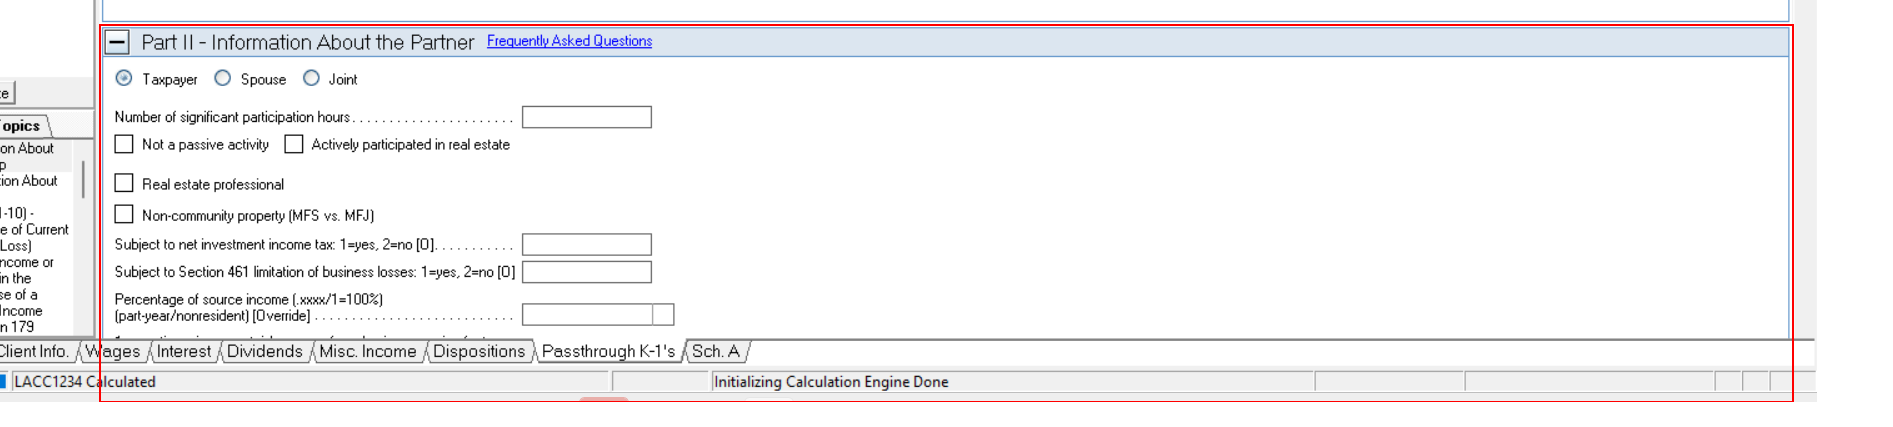 Part II - Information About the Partner Frequently Asked Questions
Taxpayer Spouse Joint
Number of significant participation hours
Not a passive activity Actively participated in real estate
Real estate professional
Non-community property (MFS vs. MFJ)
Subject to net investment income tax: 1=yes, 2=no [O]
Subject to Section 461 limitation of business losses: 1=yes, 2=no [O]
Percentage of source income (.xxxx/1=100%)
(part-year/nonresident) [Override]
opics
on About
p
ion About
1-10) -
e of Current
Loss)
ncome or
in the
se of a
Income
n 179
Client Info. Wages Interest Dividends Misc. Income Dispositions Passthrough K-1's Sch. A
LACC1234 Calculated Initializing Calculation Engine Done